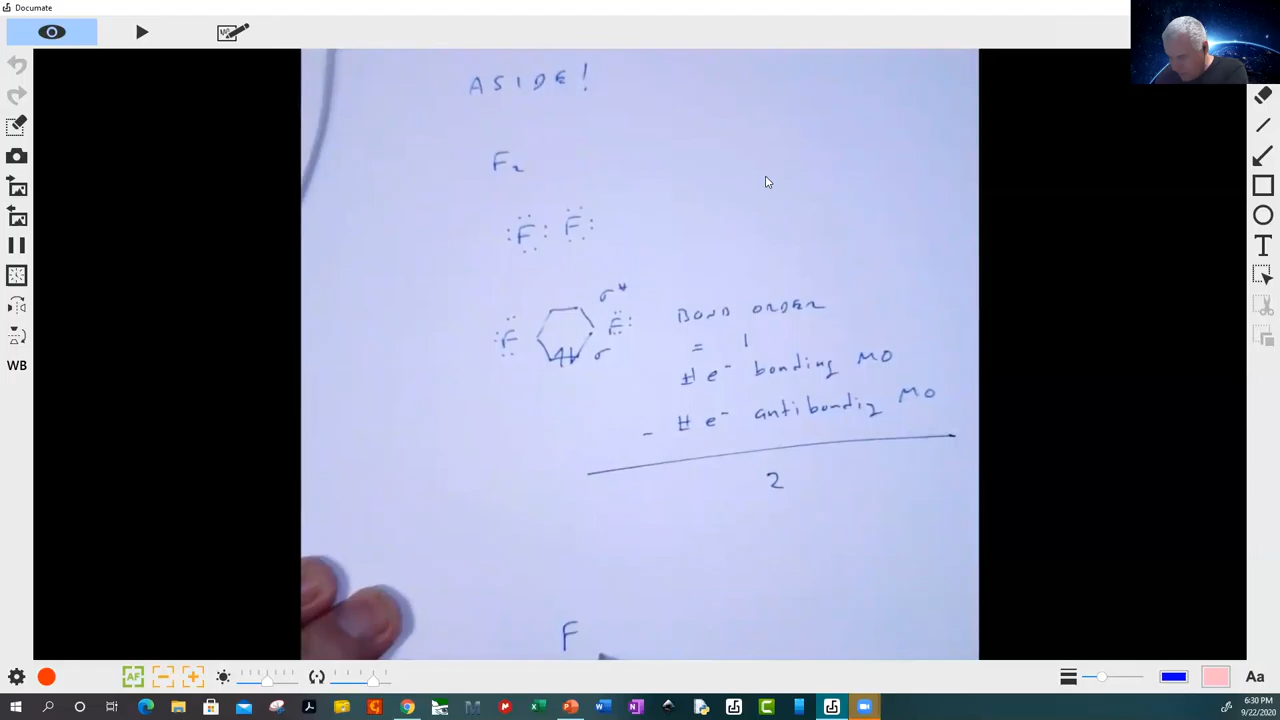 Documate
ASIDE!
F₂
:F: F:
:F σ* F:
σ
BOND ORDER
= 1
# e⁻ bonding MO
- # e⁻ antibonding MO
2
F
WB
T
AF
Aa
6:30 PM
9/22/2020